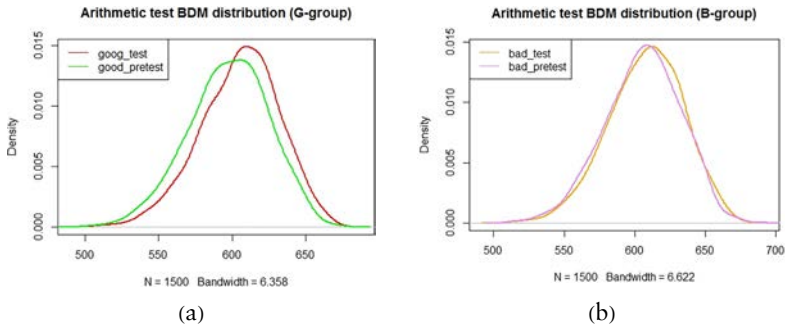 Arithmetic test BDM distribution (G-group)
goog_test
good_pretest
Density
0.000
0.005
0.010
0.015
500
550
600
650
N = 1500 Bandwidth = 6.358
(a)
Arithmetic test BDM distribution (B-group)
bad_test
bad_pretest
Density
0.000
0.005
0.010
0.015
500
550
600
650
700
N = 1500 Bandwidth = 6.622
(b)